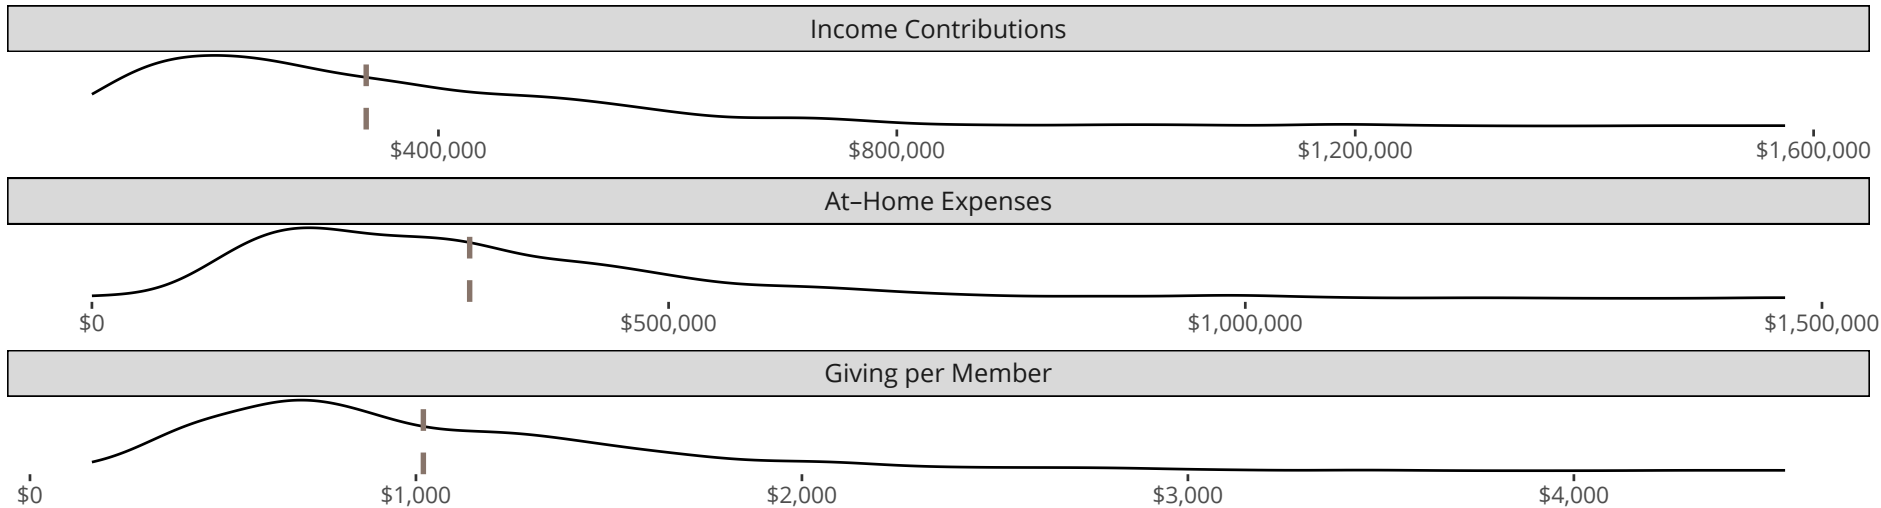 Income Contributions
$400,000 $800,000 $1,200,000 $1,600,000
At–Home Expenses
$0 $500,000 $1,000,000 $1,500,000
Giving per Member
$0 $1,000 $2,000 $3,000 $4,000